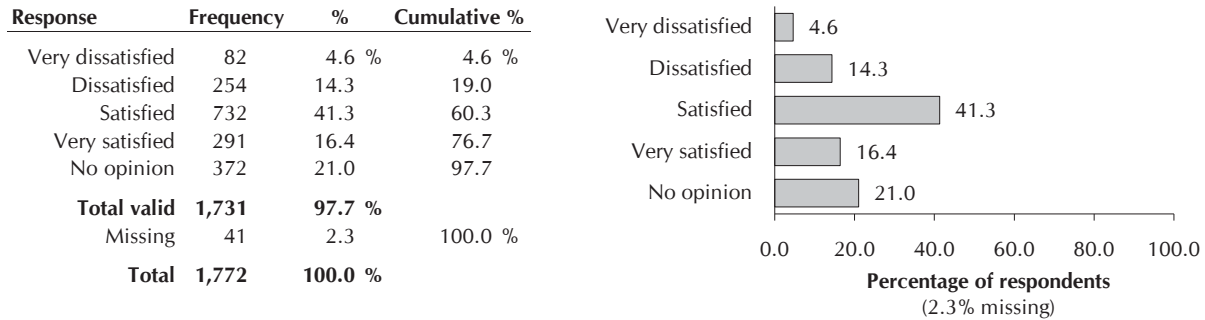 Response Frequency % Cumulative %
Very dissatisfied 82 4.6 % 4.6 %
Dissatisfied 254 14.3 19.0
Satisfied 732 41.3 60.3
Very satisfied 291 16.4 76.7
No opinion 372 21.0 97.7
Total valid 1,731 97.7 %
Missing 41 2.3 100.0 %
Total 1,772 100.0 %
Very dissatisfied 4.6
Dissatisfied 14.3
Satisfied 41.3
Very satisfied 16.4
No opinion 21.0
0.0 20.0 40.0 60.0 80.0 100.0
Percentage of respondents
(2.3% missing)